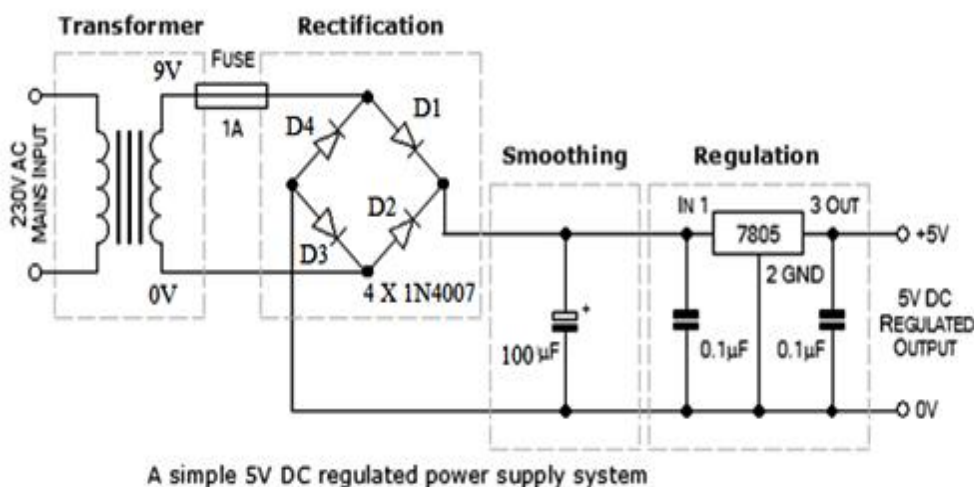 Transformer
Rectification
9V
FUSE
1A
D4
D1
D3
D2
0V
4 X 1N4007
230V AC
MAINS INPUT
Smoothing
Regulation
IN 1
7805
3 OUT
2 GND
+5V
+
100 µF
0.1µF
0.1µF
5V DC
REGULATED
OUTPUT
0V
A simple 5V DC regulated power supply system